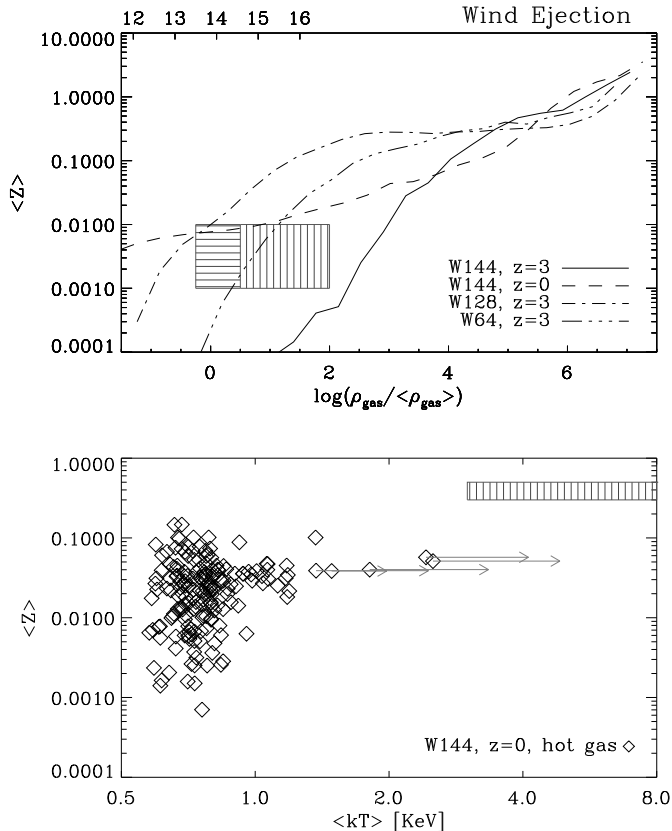 12 13 14 15 16
Wind Ejection
10.0000
1.0000
0.1000
0.0100
0.0010
0.0001
<Z>
W144, z=3
W144, z=0
W128, z=3
W64, z=3
0 2 4 6
log(ρgas/<ρgas>)
1.0000
0.1000
0.0100
0.0010
0.0001
<Z>
W144, z=0, hot gas
0.5 1.0 2.0 4.0 8.0
<kT> [KeV]